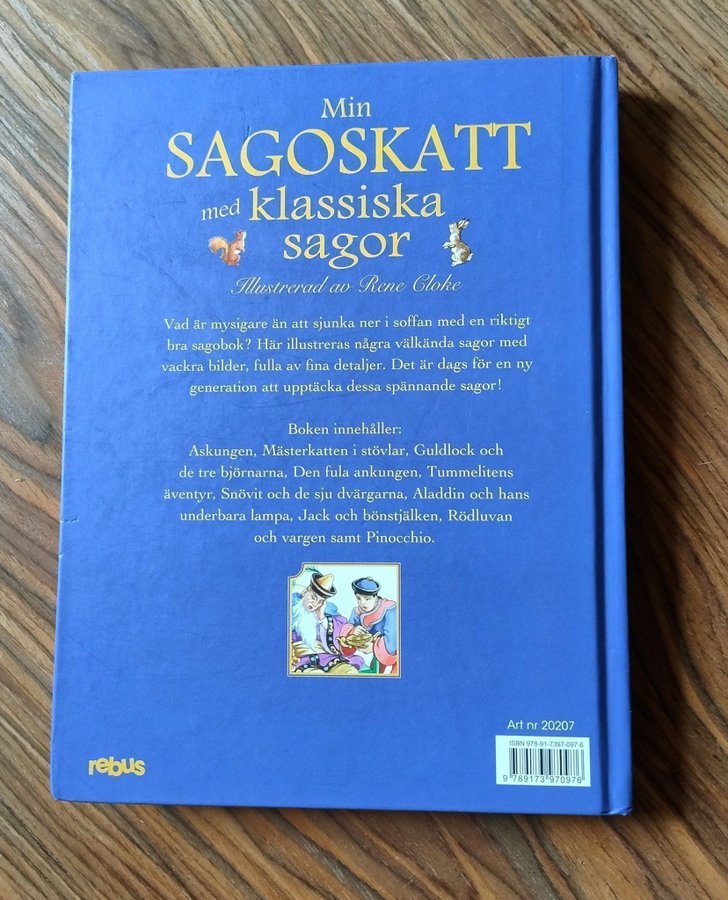 Min
SAGOSKATT
med klassiska
sagor
Illustrerad av Rene Cloke
Vad är mysigare än att sjunka ner i soffan med en riktigt
bra sagobok? Här illustreras några välkända sagor med
vackra bilder, fulla av fina detaljer. Det är dags för en ny
generation att upptäcka dessa spännande sagor!
Boken innehåller:
Askungen, Mästerkatten i stövlar, Guldlock och
de tre björnarna, Den fula ankungen, Tummelitens
äventyr, Snövit och de sju dvärgarna, Aladdin och hans
underbara lampa, Jack och bönstjälken, Rödluvan
och vargen samt Pinocchio.
Art nr 20207
ISBN 978-91-7397-097-6
9 789173 970976
rebus